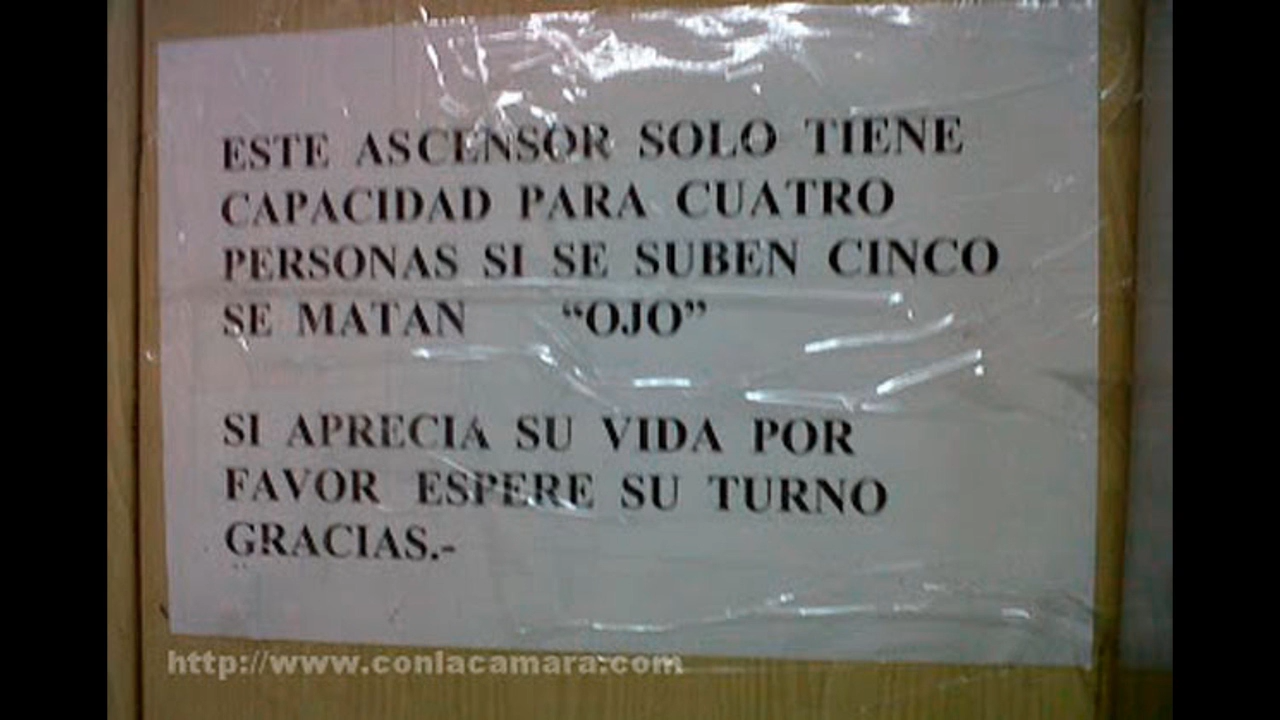 ESTE ASCENSOR SOLO TIENE
CAPACIDAD PARA CUATRO
PERSONAS SI SE SUBEN CINCO
SE MATAN “OJO”
SI APRECIA SU VIDA POR
FAVOR ESPERE SU TURNO
GRACIAS.-
http://www.conlacamara.com